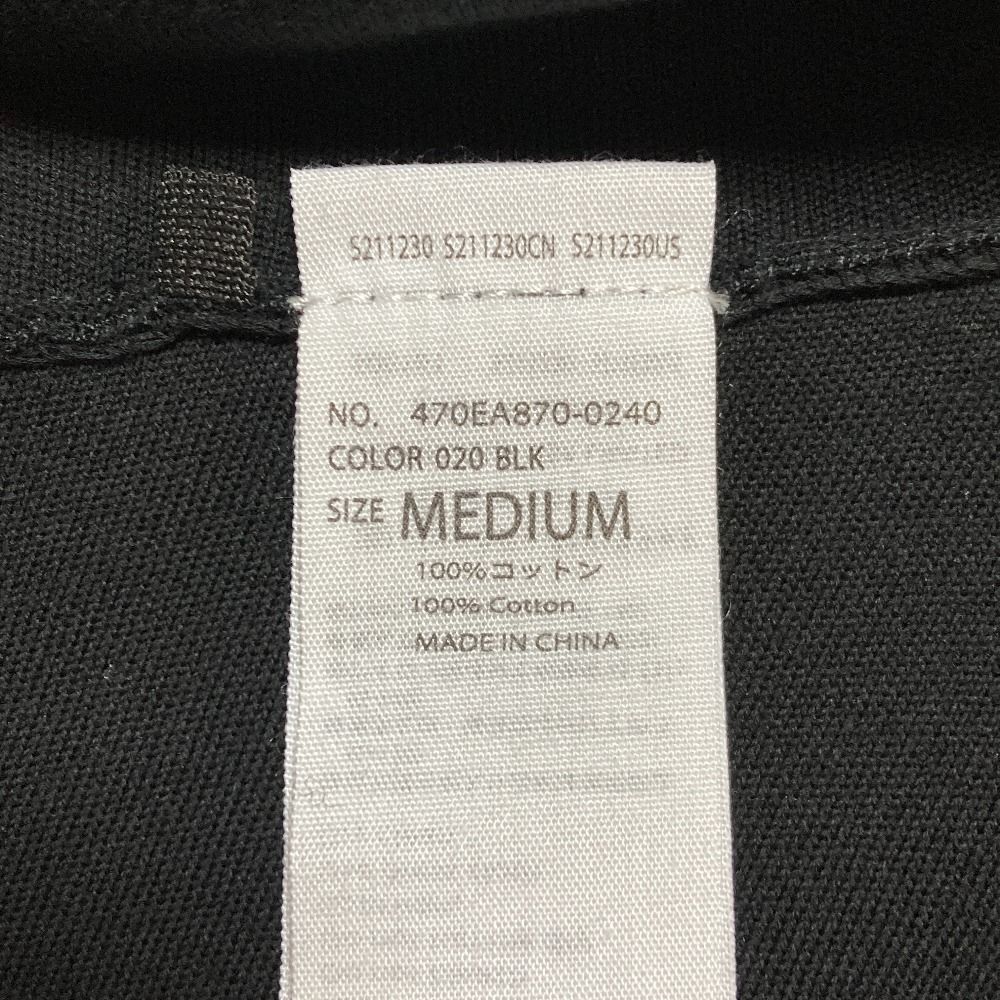 S211230 S211230CN S211230US
NO. 470EA870-0240
COLOR 020 BLK
SIZE MEDIUM
100%コットン
100% Cotton
MADE IN CHINA